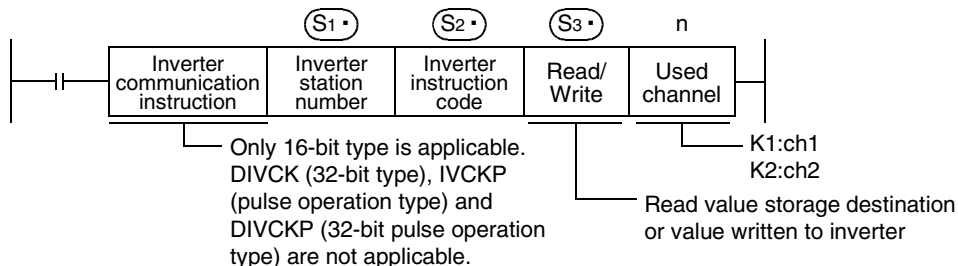 S1· S2· S3· n
Inverter communication instruction
Inverter station number
Inverter instruction code
Read/ Write
Used channel
Only 16-bit type is applicable.
DIVCK (32-bit type), IVCKP
(pulse operation type) and
DIVCKP (32-bit pulse operation
type) are not applicable.
K1:ch1
K2:ch2
Read value storage destination
or value written to inverter